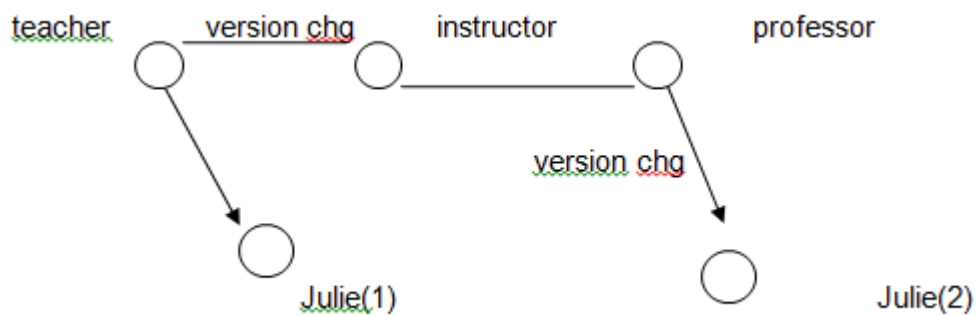 teacher version chg instructor professor
version chg
Julie(1) Julie(2)